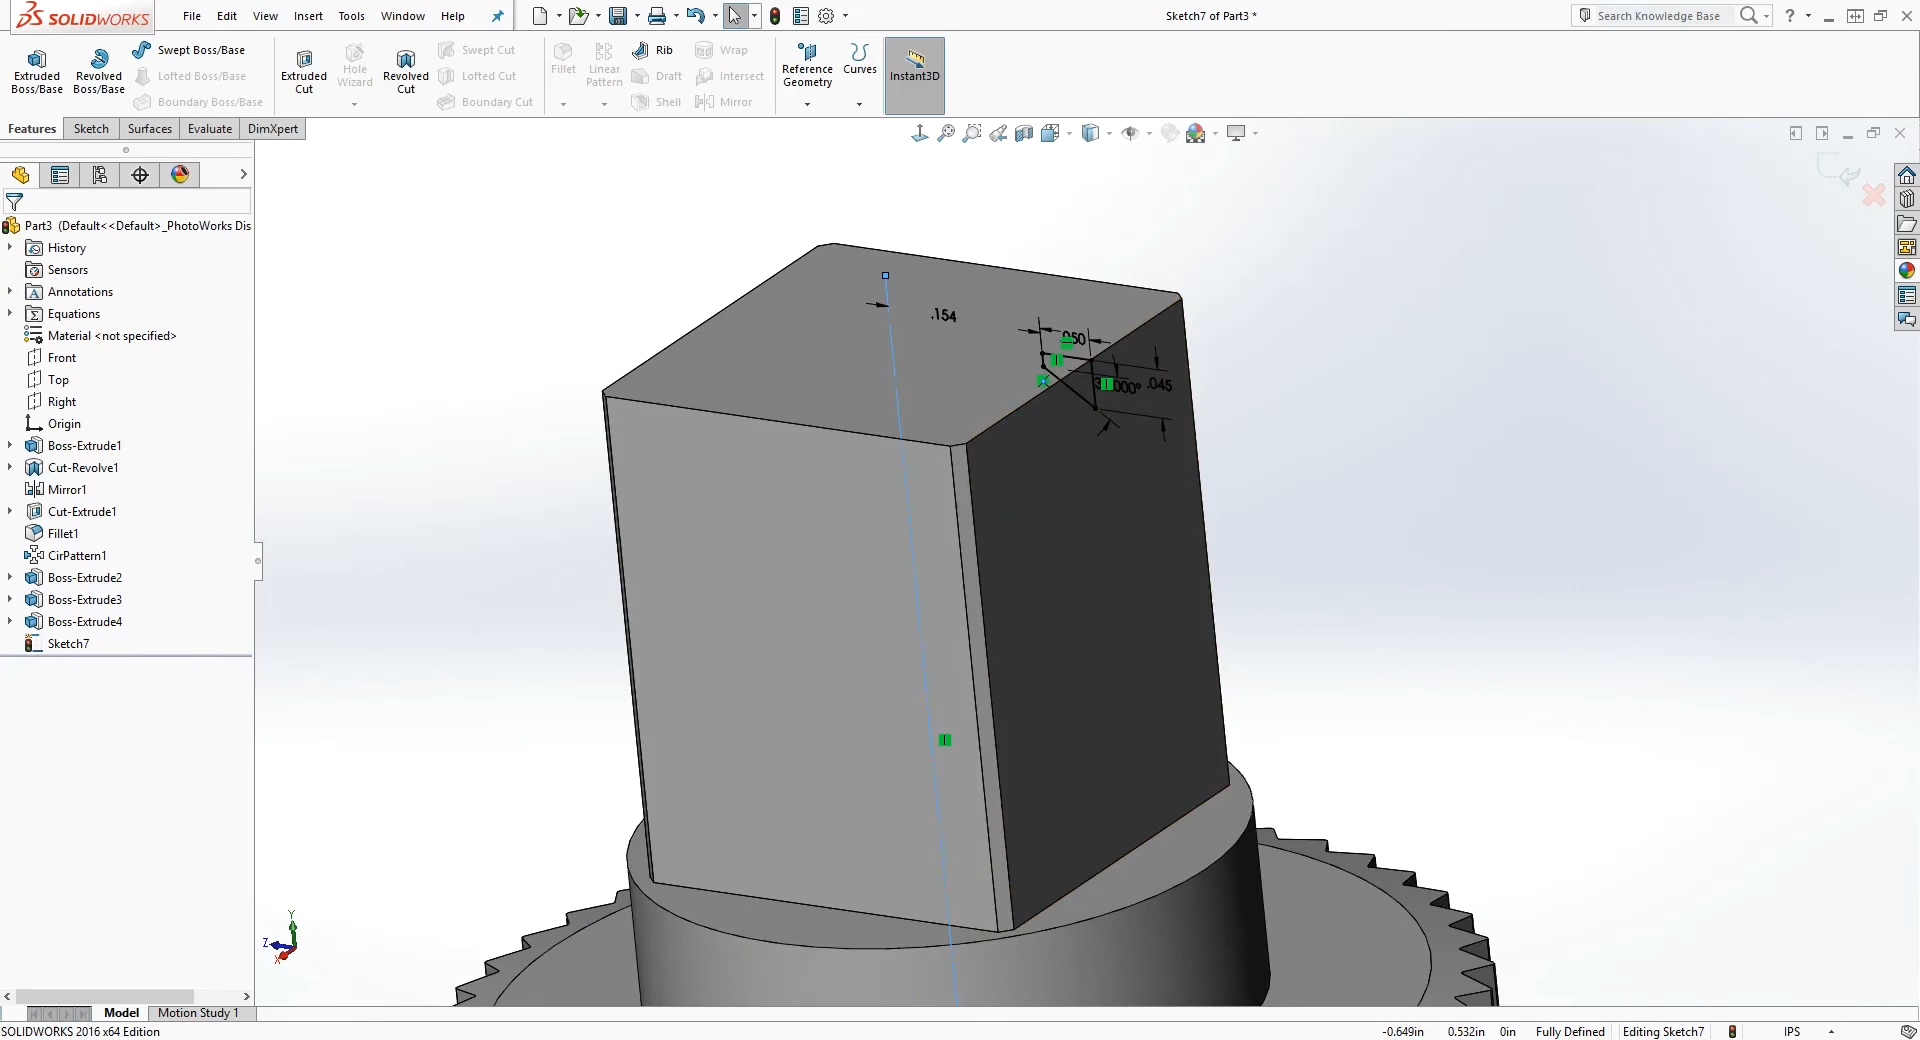 SOLIDWORKS
File Edit View Insert Tools Window Help
Sketch7 of Part3 *
Search Knowledge Base
Extruded Boss/Base
Revolved Boss/Base
Swept Boss/Base
Lofted Boss/Base
Boundary Boss/Base
Extruded Cut
Hole Wizard
Revolved Cut
Swept Cut
Lofted Cut
Boundary Cut
Fillet
Linear Pattern
Rib
Draft
Shell
Wrap
Intersect
Mirror
Reference Geometry
Curves
Instant3D
Features Sketch Surfaces Evaluate DimXpert
Part3 (Default<<Default>_PhotoWorks Dis
History
Sensors
Annotations
Equations
Material <not specified>
Front
Top
Right
Origin
Boss-Extrude1
Cut-Revolve1
Mirror1
Cut-Extrude1
Fillet1
CirPattern1
Boss-Extrude2
Boss-Extrude3
Boss-Extrude4
Sketch7
.154
.045
Y
Z
X
Model Motion Study 1
SOLIDWORKS 2016 x64 Edition
-0.649in 0.532in 0in Fully Defined Editing Sketch7 IPS